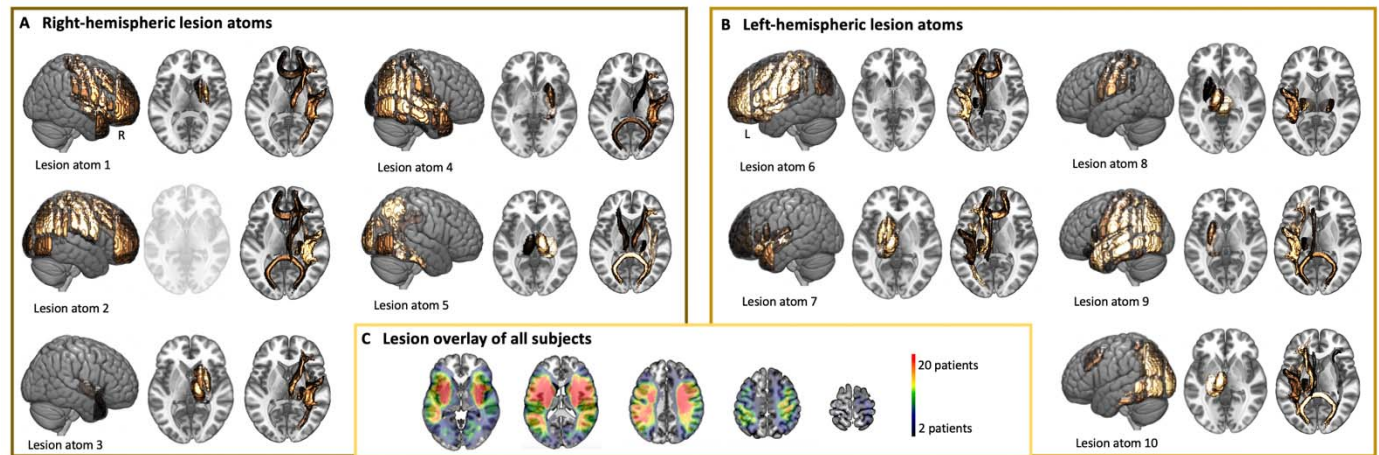 A Right-hemispheric lesion atoms
R
Lesion atom 1
Lesion atom 4
Lesion atom 2
Lesion atom 5
Lesion atom 3
B Left-hemispheric lesion atoms
L
Lesion atom 6
Lesion atom 8
Lesion atom 7
Lesion atom 9
Lesion atom 10
C Lesion overlay of all subjects
20 patients
2 patients